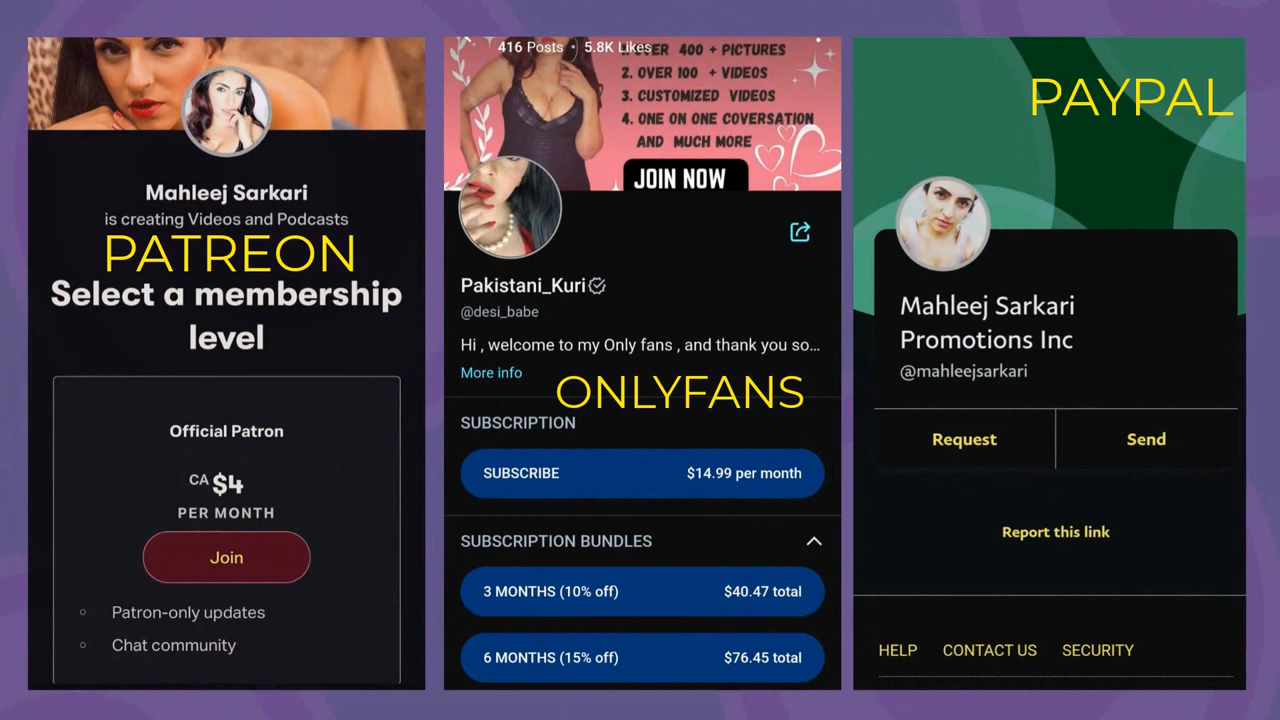 Mahleej Sarkari
is creating Videos and Podcasts
PATREON
Select a membership
level
Official Patron
CA $4
PER MONTH
Join
Patron-only updates
Chat community
416 Posts • 5.8K Likes
1. OVER 400 + PICTURES
2. OVER 100 + VIDEOS
3. CUSTOMIZED VIDEOS
4. ONE ON ONE COVERSATION
AND MUCH MORE
JOIN NOW
Pakistani_Kuri
@desi_babe
Hi , welcome to my Only fans , and thank you so...
More info
ONLYFANS
SUBSCRIPTION
SUBSCRIBE $14.99 per month
SUBSCRIPTION BUNDLES
3 MONTHS (10% off) $40.47 total
6 MONTHS (15% off) $76.45 total
PAYPAL
Mahleej Sarkari
Promotions Inc
@mahleejsarkari
Request Send
Report this link
HELP CONTACT US SECURITY